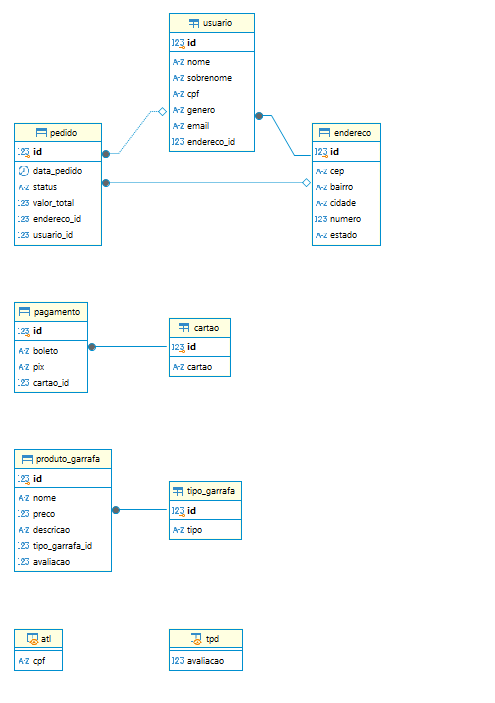 usuario
123 id
A-Z nome
A-Z sobrenome
A-Z cpf
A-Z genero
A-Z email
123 endereco_id
pedido
123 id
data_pedido
A-Z status
123 valor_total
123 endereco_id
123 usuario_id
endereco
123 id
A-Z cep
A-Z bairro
A-Z cidade
123 numero
A-Z estado
pagamento
123 id
A-Z boleto
A-Z pix
123 cartao_id
cartao
123 id
A-Z cartao
produto_garrafa
123 id
A-Z nome
123 preco
A-Z descricao
123 tipo_garrafa_id
123 avaliacao
tipo_garrafa
123 id
A-Z tipo
atl
A-Z cpf
tpd
123 avaliacao